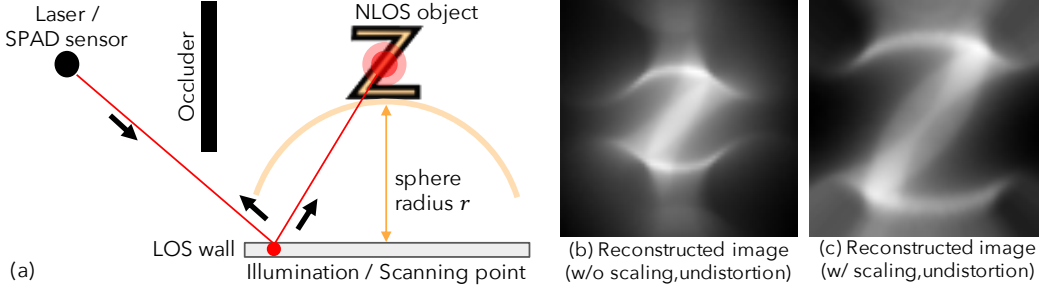 Laser /
SPAD sensor
Occluder
NLOS object
Z
sphere
radius r
LOS wall
Illumination / Scanning point
(a)
(b) Reconstructed image
(w/o scaling,undistortion)
(c) Reconstructed image
(w/ scaling,undistortion)